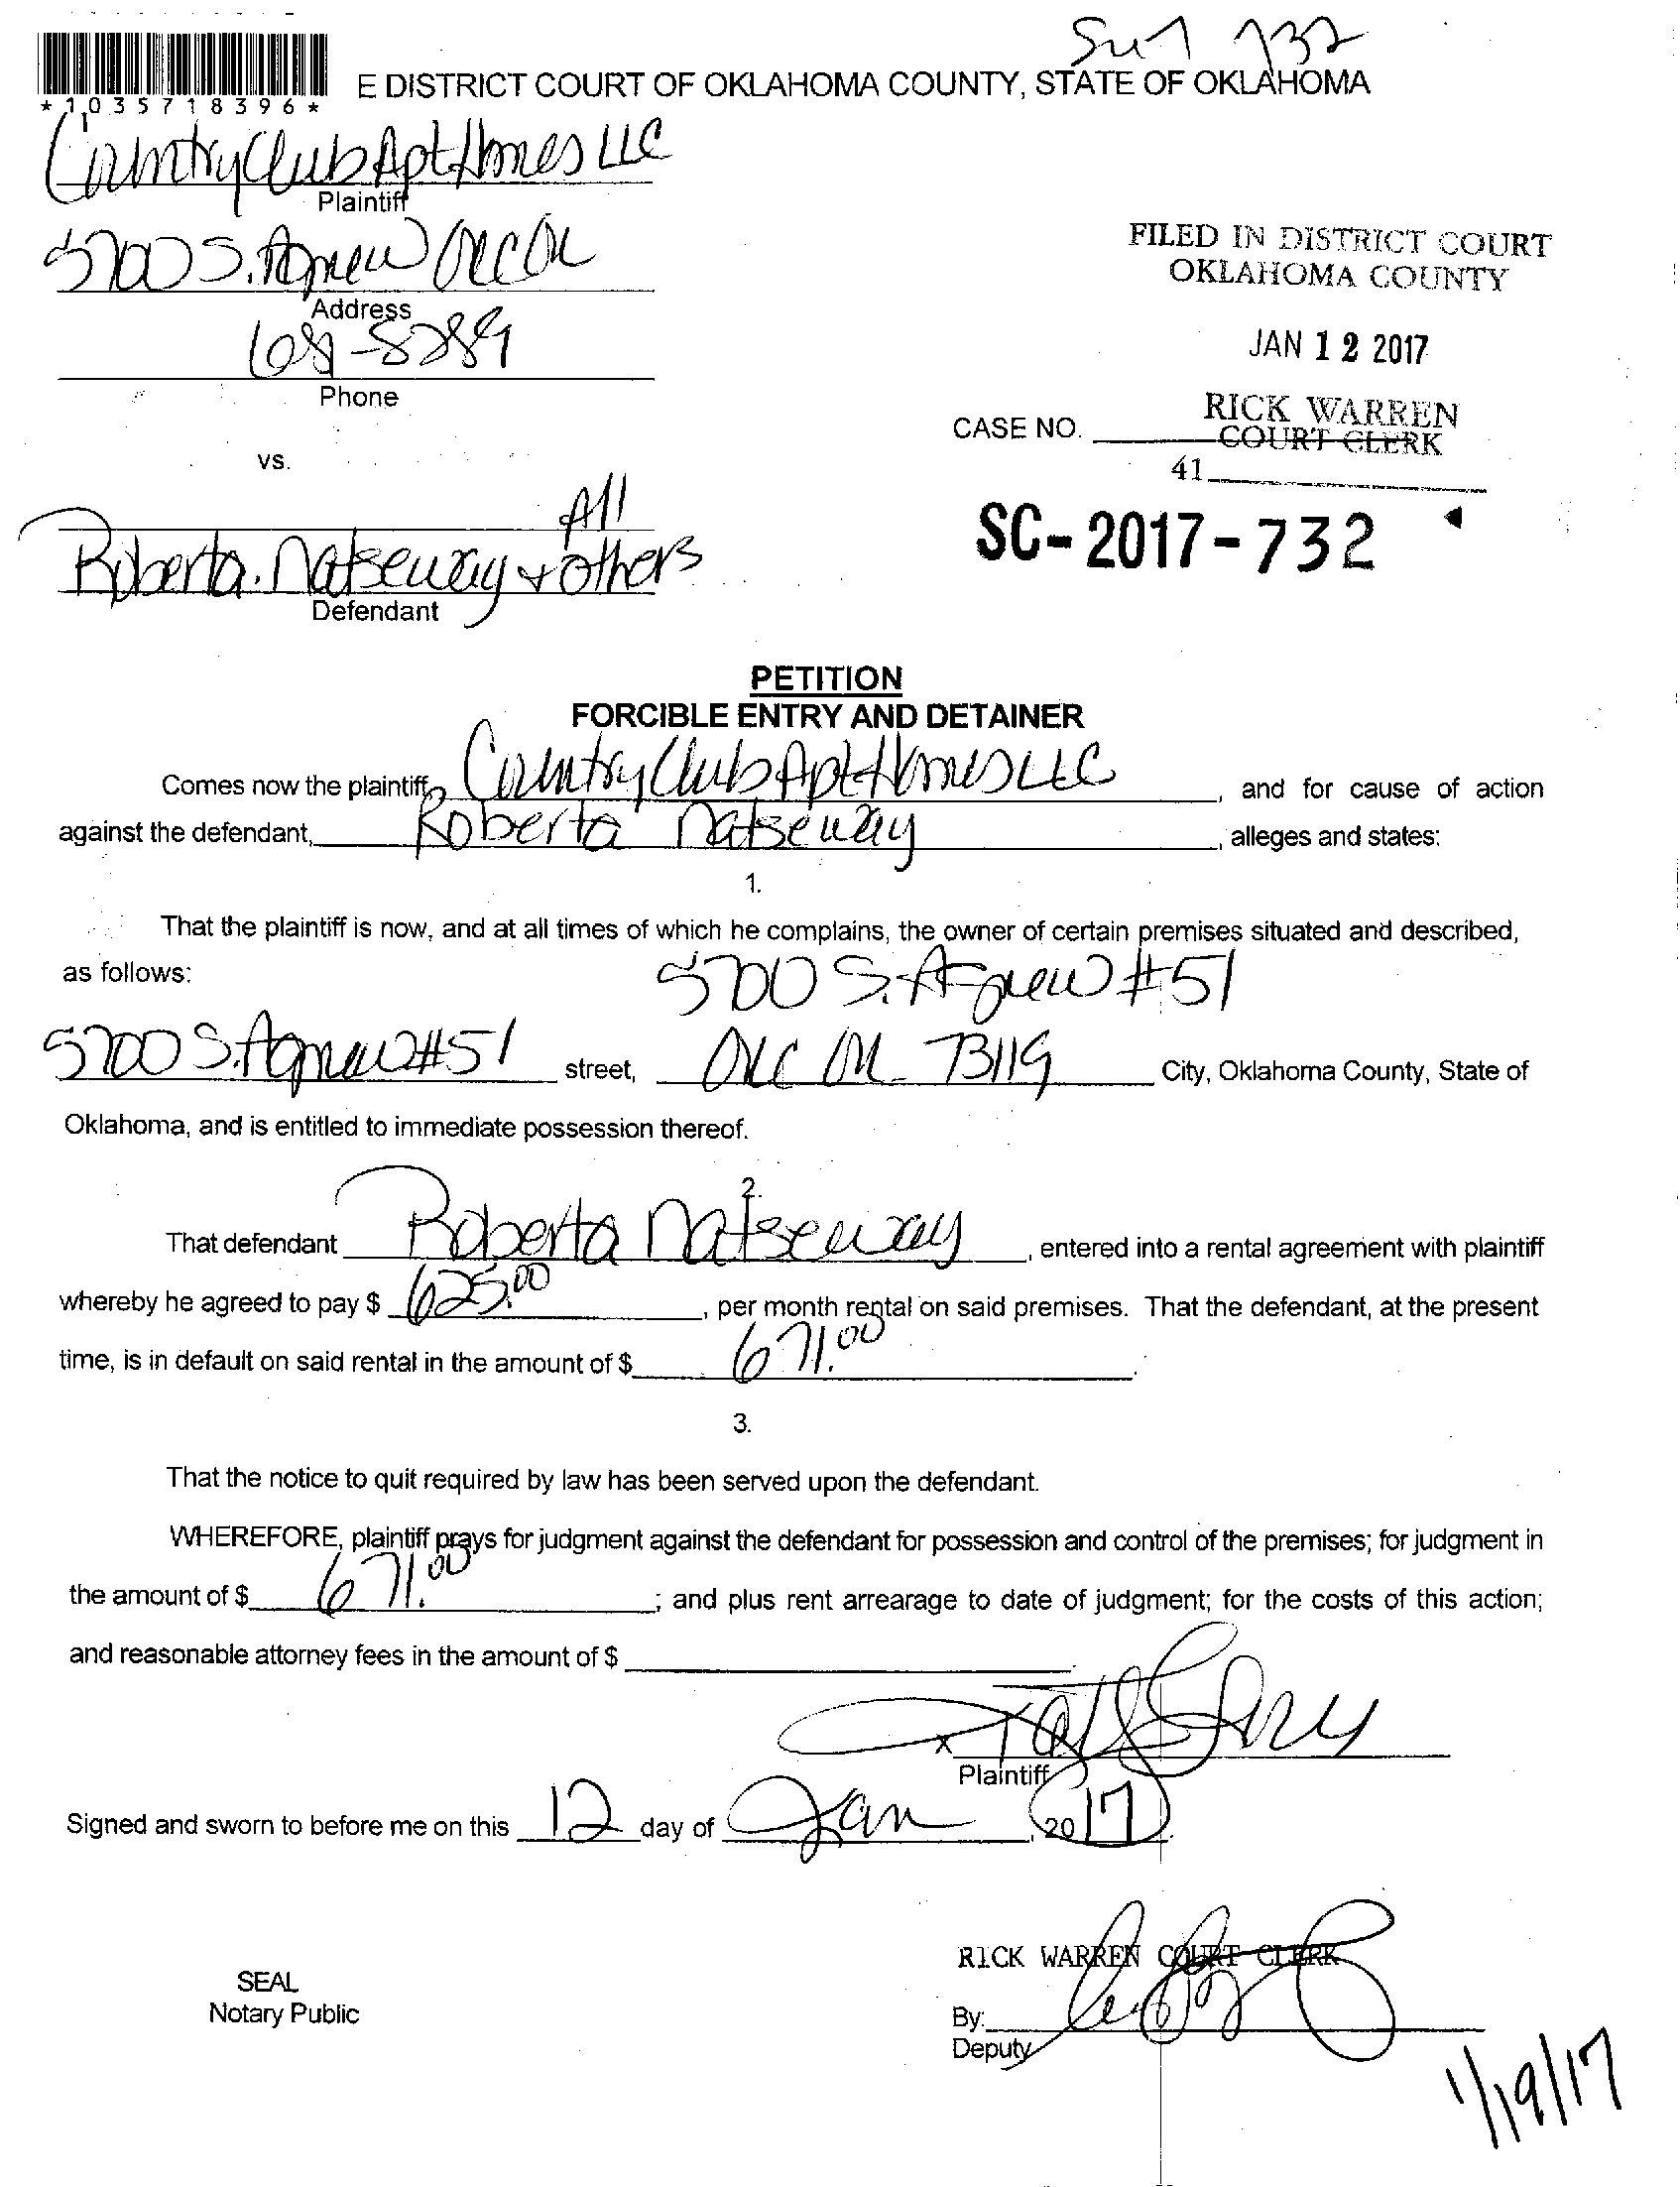 E DISTRICT COURT OF OKLAHOMA COUNTY, STATE OF OKLAHOMA
*1035718396*
Country Club Apt Homes LLC
Plaintiff
5700 S. Agnew OKC OK
Address
FILED IN DISTRICT COURT
OKLAHOMA COUNTY
JAN 12 2017
RICK WARREN
COURT CLERK
41
Phone
CASE NO.
vs.
SC-2017-732
All
Roberta Natseway + others
Defendant
PETITION
FORCIBLE ENTRY AND DETAINER
Comes now the plaintiff, Country Club Apt Homes LLC, and for cause of action
against the defendant, Roberta Natseway, alleges and states:
1.
That the plaintiff is now, and at all times of which he complains, the owner of certain premises situated and described,
as follows:
5700 S. Agnew #51
5700 S. Agnew #51 street, OKC OK 73119 City, Oklahoma County, State of
Oklahoma, and is entitled to immediate possession thereof.
2.
That defendant Roberta Natseway, entered into a rental agreement with plaintiff
whereby he agreed to pay $ 625.00, per month rental on said premises. That the defendant, at the present
time, is in default on said rental in the amount of $ 671.00.
3.
That the notice to quit required by law has been served upon the defendant.
WHEREFORE, plaintiff prays for judgment against the defendant for possession and control of the premises; for judgment in
the amount of $ 671.00; and plus rent arrearage to date of judgment; for the costs of this action;
and reasonable attorney fees in the amount of $
x
Plaintiff
Signed and sworn to before me on this 12 day of Jan, 2017.
RICK WARREN COURT CLERK
SEAL
Notary Public
By:
Deputy
1/19/17